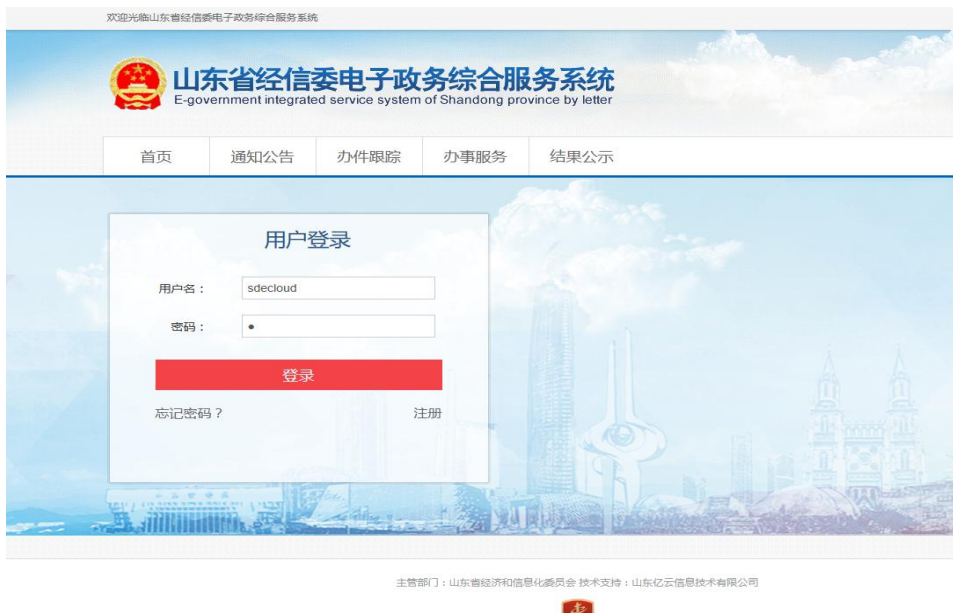 欢迎光临山东省经信委电子政务综合服务系统
山东省经信委电子政务综合服务系统
E-government integrated service system of Shandong province by letter
首页 通知公告 办件跟踪 办事服务 结果公示
用户登录
用户名： sdecloud
密码： •
登录
忘记密码？ 注册
主管部门：山东省经济和信息化委员会 技术支持：山东亿云信息技术有限公司